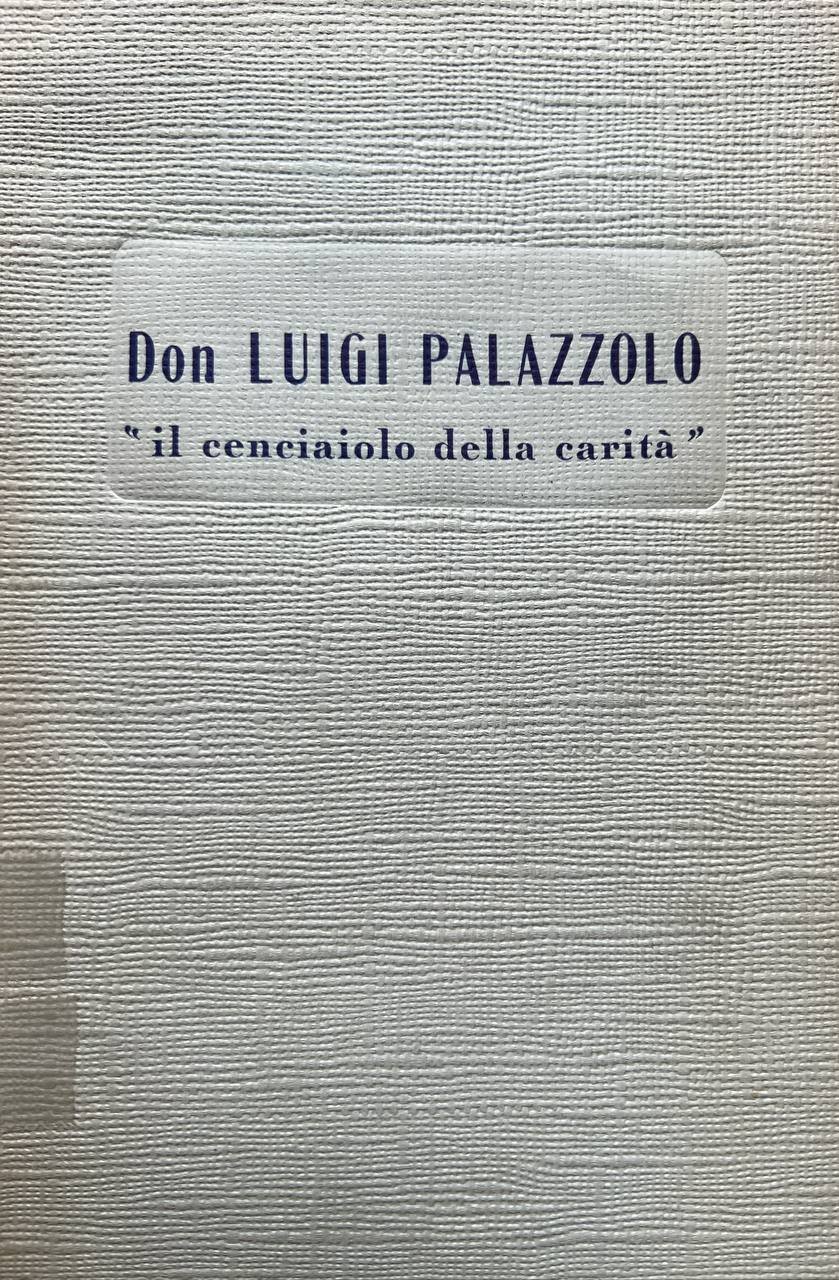 Don LUIGI PALAZZOLO
“il cenciaiolo della carità”